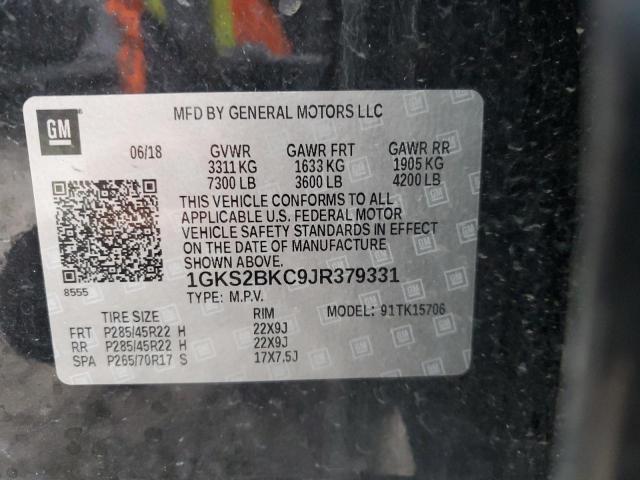 MFD BY GENERAL MOTORS LLC
GM
06/18 GVWR GAWR FRT GAWR RR
3311 KG 1633 KG 1905 KG
7300 LB 3600 LB 4200 LB
THIS VEHICLE CONFORMS TO ALL
APPLICABLE U.S. FEDERAL MOTOR
VEHICLE SAFETY STANDARDS IN EFFECT
ON THE DATE OF MANUFACTURE
SHOWN ABOVE.
8555
1GKS2BKC9JR379331
TYPE: M.P.V. MODEL: 91TK15706
TIRE SIZE RIM
FRT P285/45R22 H 22X9J
RR P285/45R22 H 22X9J
SPA P265/70R17 S 17X7.5J